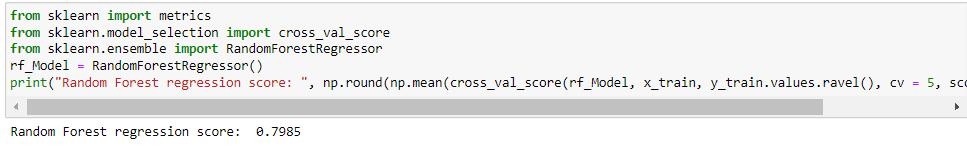 from sklearn import metrics
from sklearn.model_selection import cross_val_score
from sklearn.ensemble import RandomForestRegressor
rf_Model = RandomForestRegressor()
print("Random Forest regression score: ", np.round(np.mean(cross_val_score(rf_Model, x_train, y_train.values.ravel(), cv = 5, sco
Random Forest regression score:  0.7985